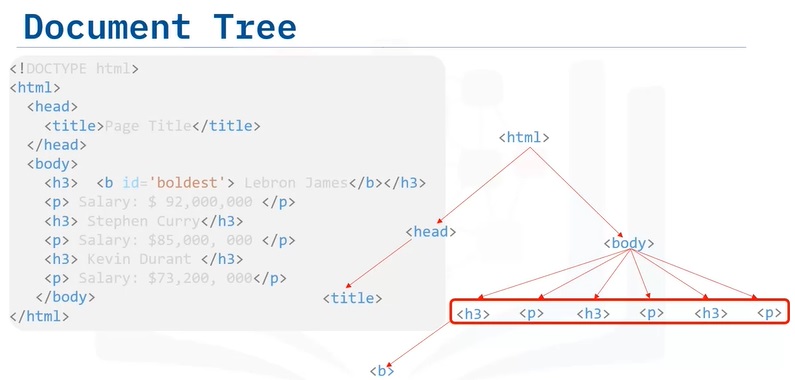 Document Tree
<!DOCTYPE html>
<html>
<head>
<title>Page Title</title>
</head>
<body>
<h3> <b id='boldest'> Lebron James</b></h3>
<p> Salary: $ 92,000,000 </p>
<h3> Stephen Curry</h3>
<p> Salary: $85,000, 000 </p>
<h3> Kevin Durant </h3>
<p> Salary: $73,200, 000</p>
</body>
</html>
<html>
<head>
<body>
<title>
<h3> <p> <h3> <p> <h3> <p>
<b>